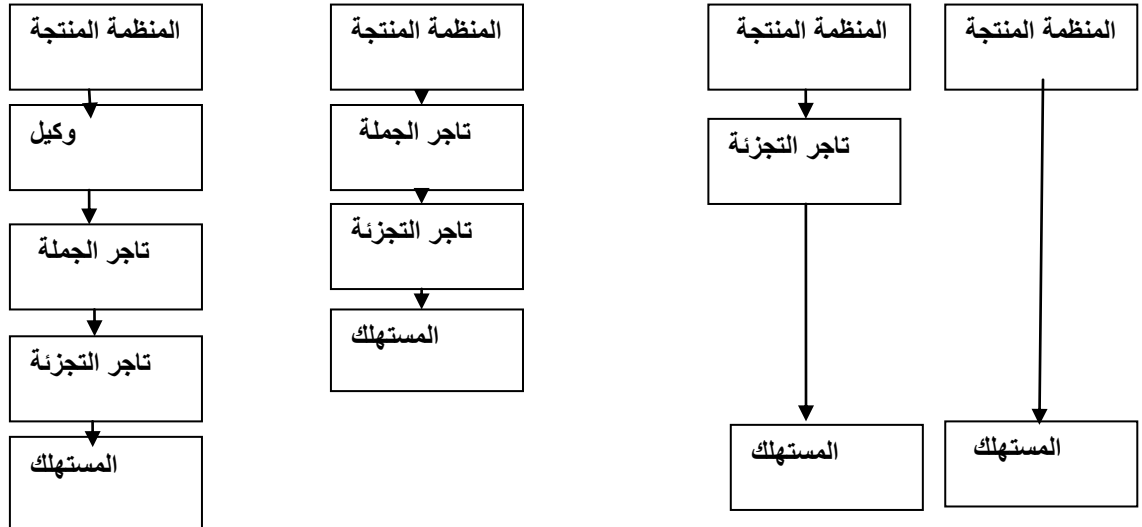 المنظمة المنتجة
المستهلك
المنظمة المنتجة
تاجر التجزئة
المستهلك
المنظمة المنتجة
تاجر الجملة
تاجر التجزئة
المستهلك
المنظمة المنتجة
وكيل
تاجر الجملة
تاجر التجزئة
المستهلك